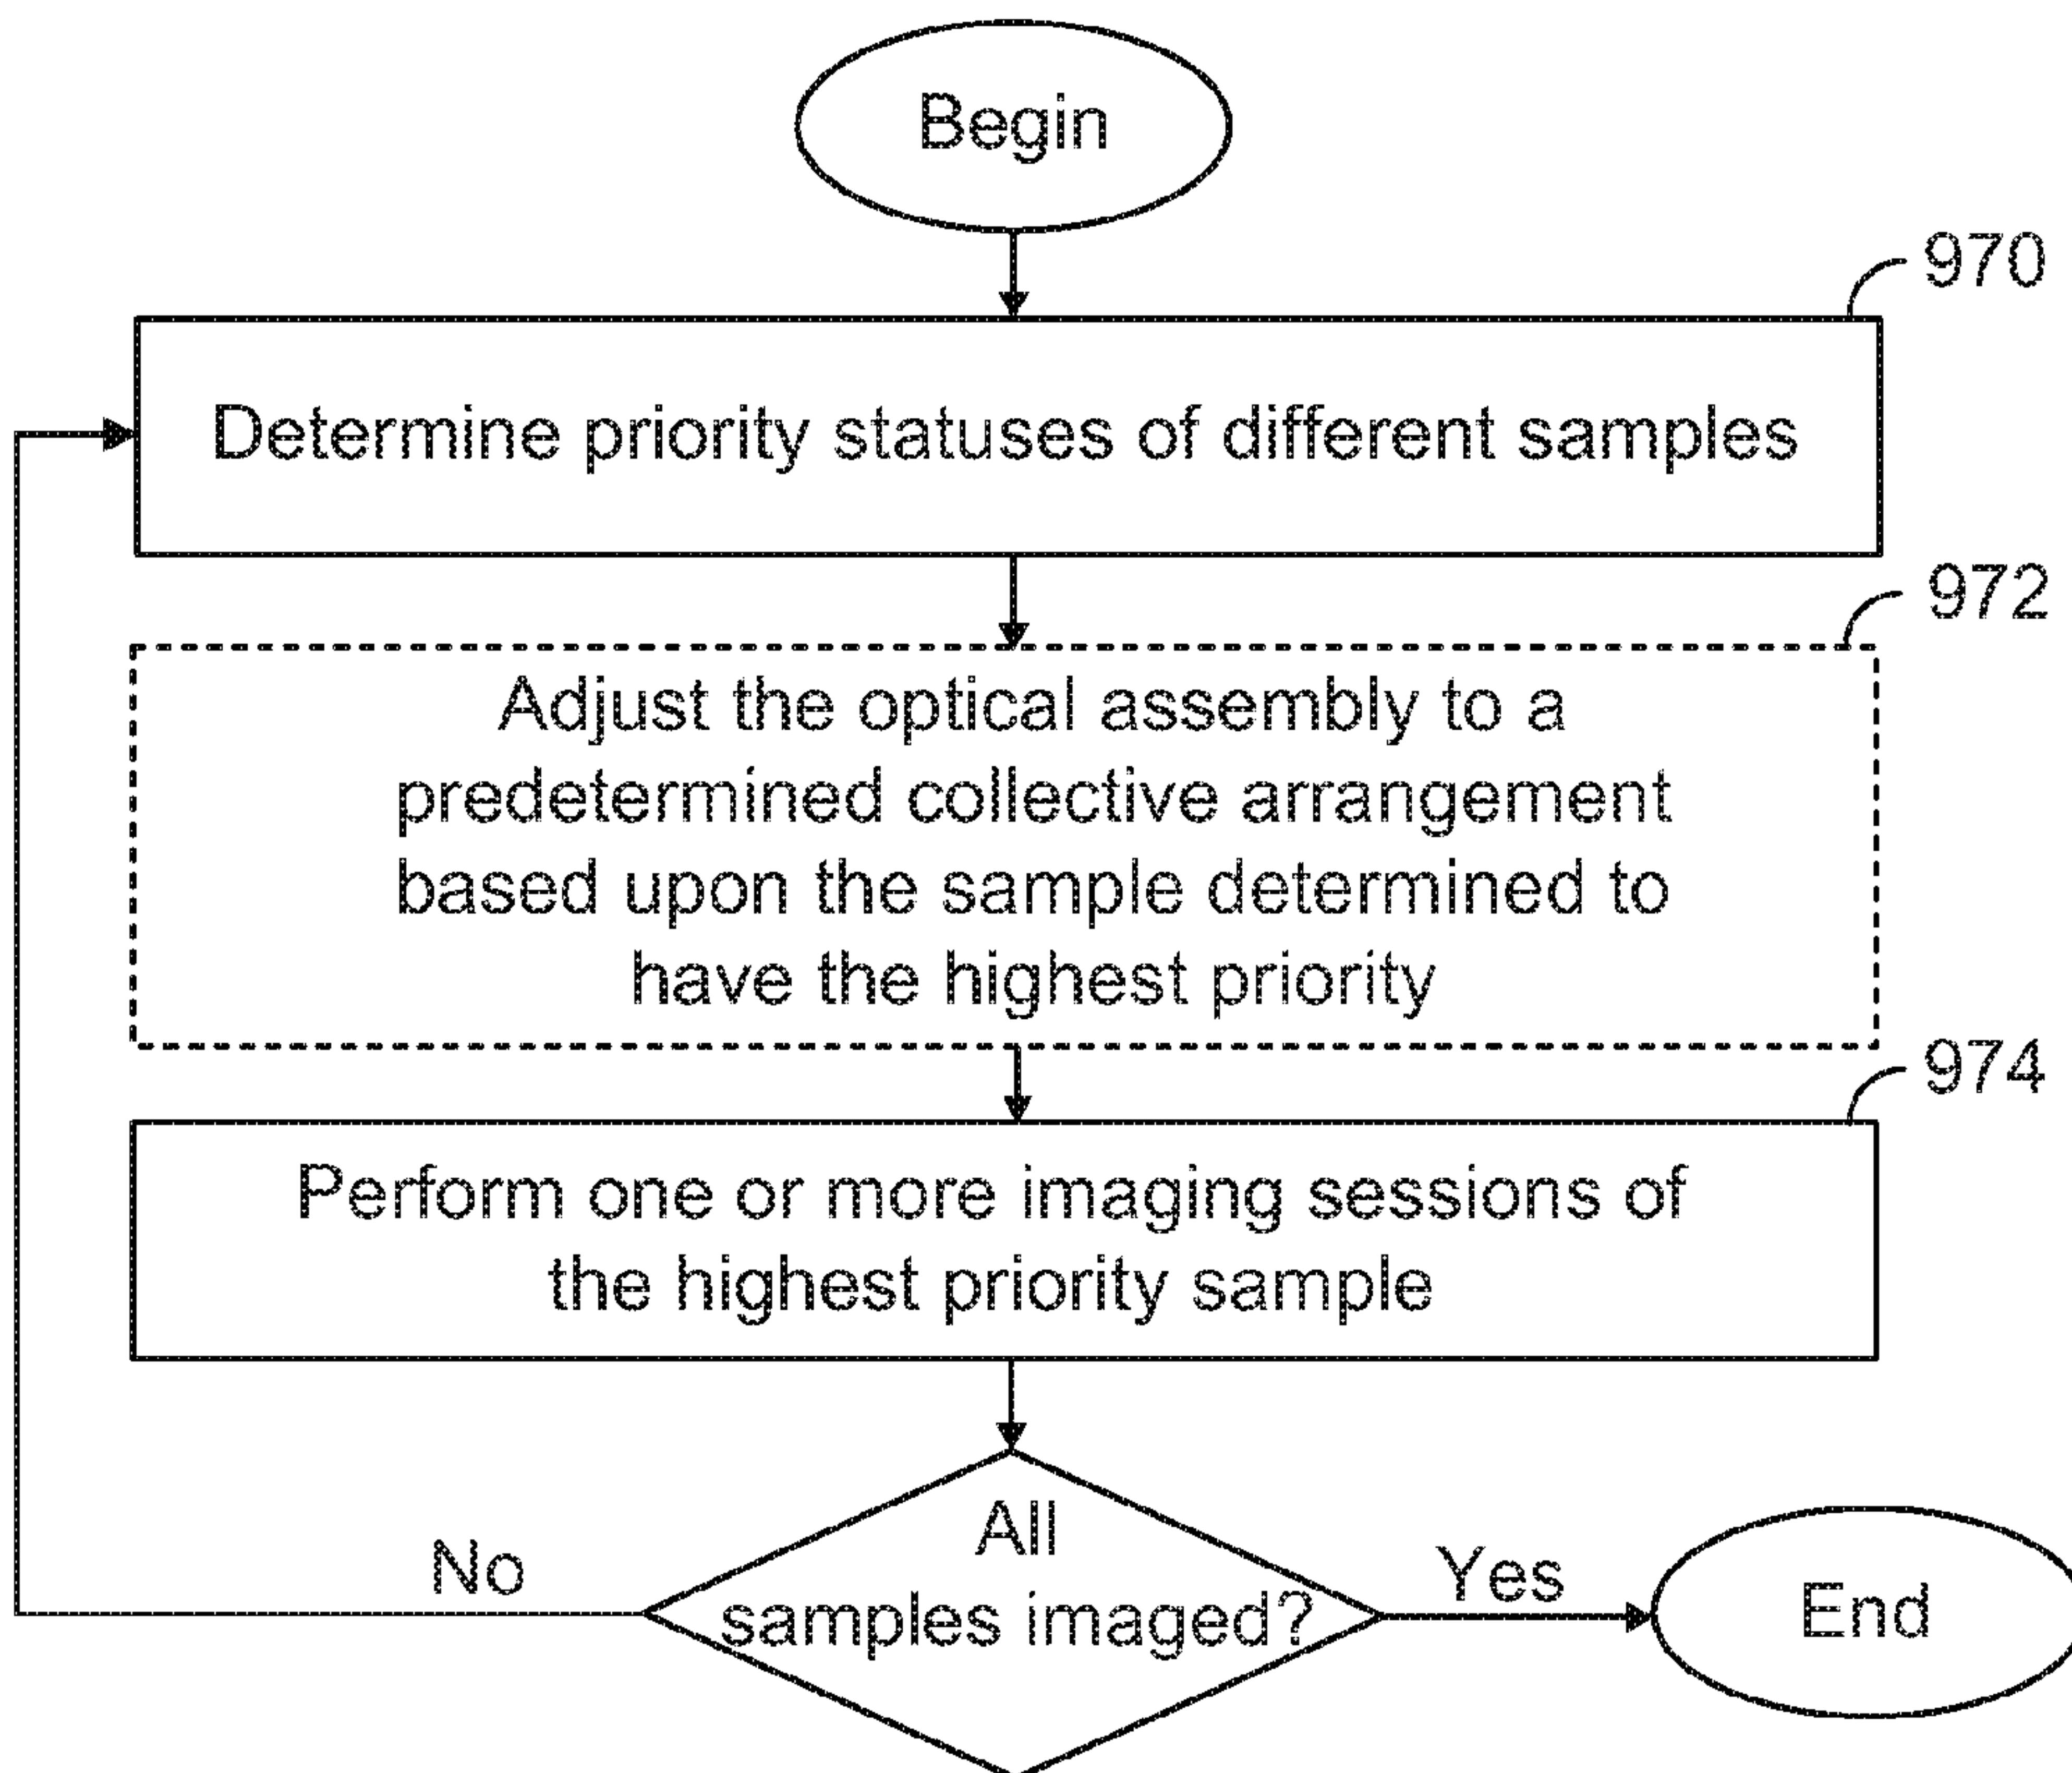 Begin
970
Determine priority statuses of different samples
972
Adjust the optical assembly to a
predetermined collective arrangement
based upon the sample determined to
have the highest priority
974
Perform one or more imaging sessions of
the highest priority sample
All
samples imaged?
No
Yes
End